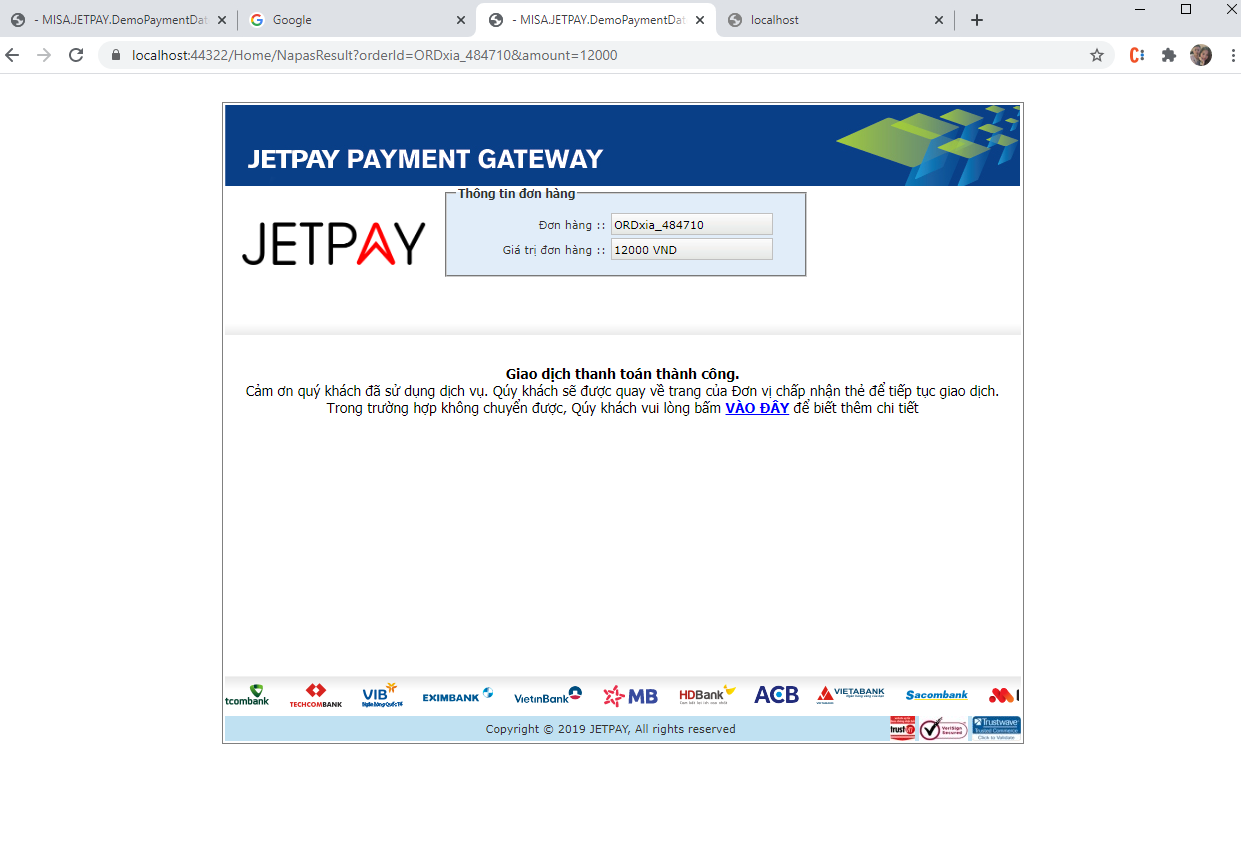 - MISA.JETPAY.DemoPaymentDat
Google
- MISA.JETPAY.DemoPaymentDat
localhost
localhost:44322/Home/NapasResult?orderId=ORDxia_484710&amount=12000
JETPAY PAYMENT GATEWAY
Thông tin đơn hàng
JETPAY
Đơn hàng :: ORDxia_484710
Giá trị đơn hàng :: 12000 VND
Giao dịch thanh toán thành công.
Cảm ơn quý khách đã sử dụng dịch vụ. Qúy khách sẽ được quay về trang của Đơn vị chấp nhận thẻ để tiếp tục giao dịch.
Trong trường hợp không chuyển được, Qúy khách vui lòng bấm VÀO ĐÂY để biết thêm chi tiết
tcombank TECHCOMBANK VIB Ngân hàng Quốc Tế EXIMBANK VietinBank MB HDBank ACB VIETABANK Sacombank
Copyright © 2019 JETPAY, All rights reserved
trust VeriSign Secured Trustwave Trusted Commerce Click to Validate